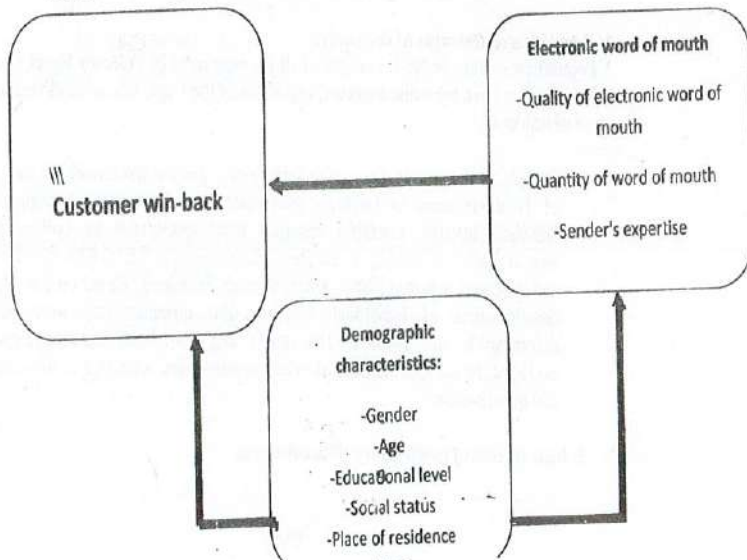 \\\
Customer win-back
Electronic word of mouth
-Quality of electronic word of
mouth
-Quantity of word of mouth
-Sender's expertise
Demographic
characteristics:
-Gender
-Age
-Educational level
-Social status
-Place of residence